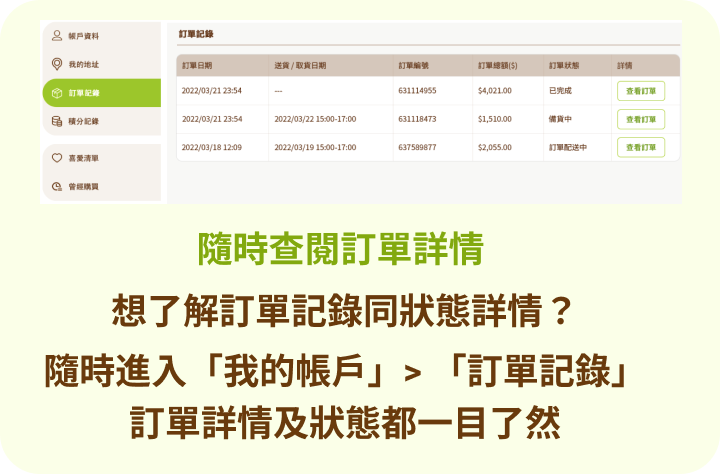 帳戶資料
我的地址
訂單記錄
積分記錄
喜愛清單
曾經購買
訂單記錄
訂單日期 送貨 / 取貨日期 訂單編號 訂單總額($) 訂單狀態 詳情
2022/03/21 23:54 --- 631114955 $4,021.00 已完成 查看訂單
2022/03/21 23:54 2022/03/22 15:00-17:00 631118473 $1,510.00 備貨中 查看訂單
2022/03/18 12:09 2022/03/19 15:00-17:00 637589877 $2,055.00 訂單配送中 查看訂單
隨時查閱訂單詳情
想了解訂單記錄同狀態詳情？
隨時進入「我的帳戶」>「訂單記錄」
訂單詳情及狀態都一目了然